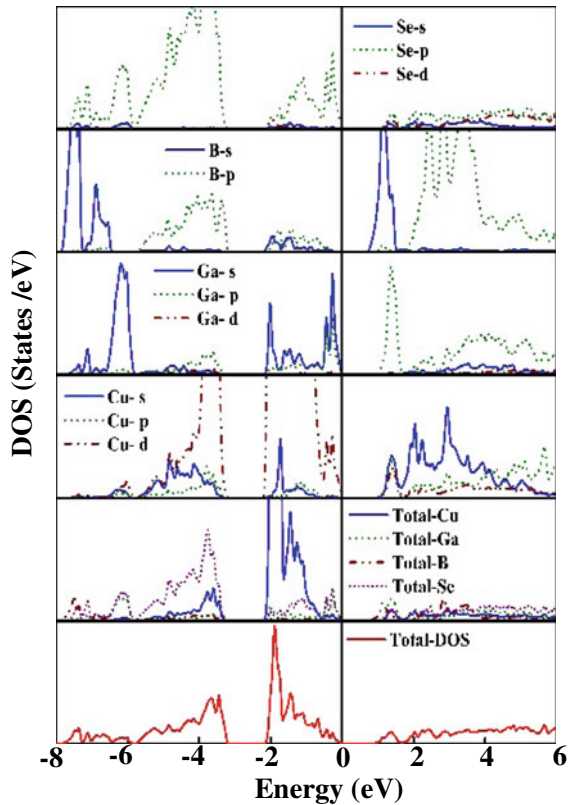 Se-s
Se-p
Se-d
B-s
B-p
Ga- s
Ga- p
Ga- d
Cu- s
Cu- p
Cu- d
Total-Cu
Total-Ga
Total-B
Total-Se
Total-DOS
DOS (States /eV)
-8 -6 -4 -2 0 2 4 6
Energy (eV)